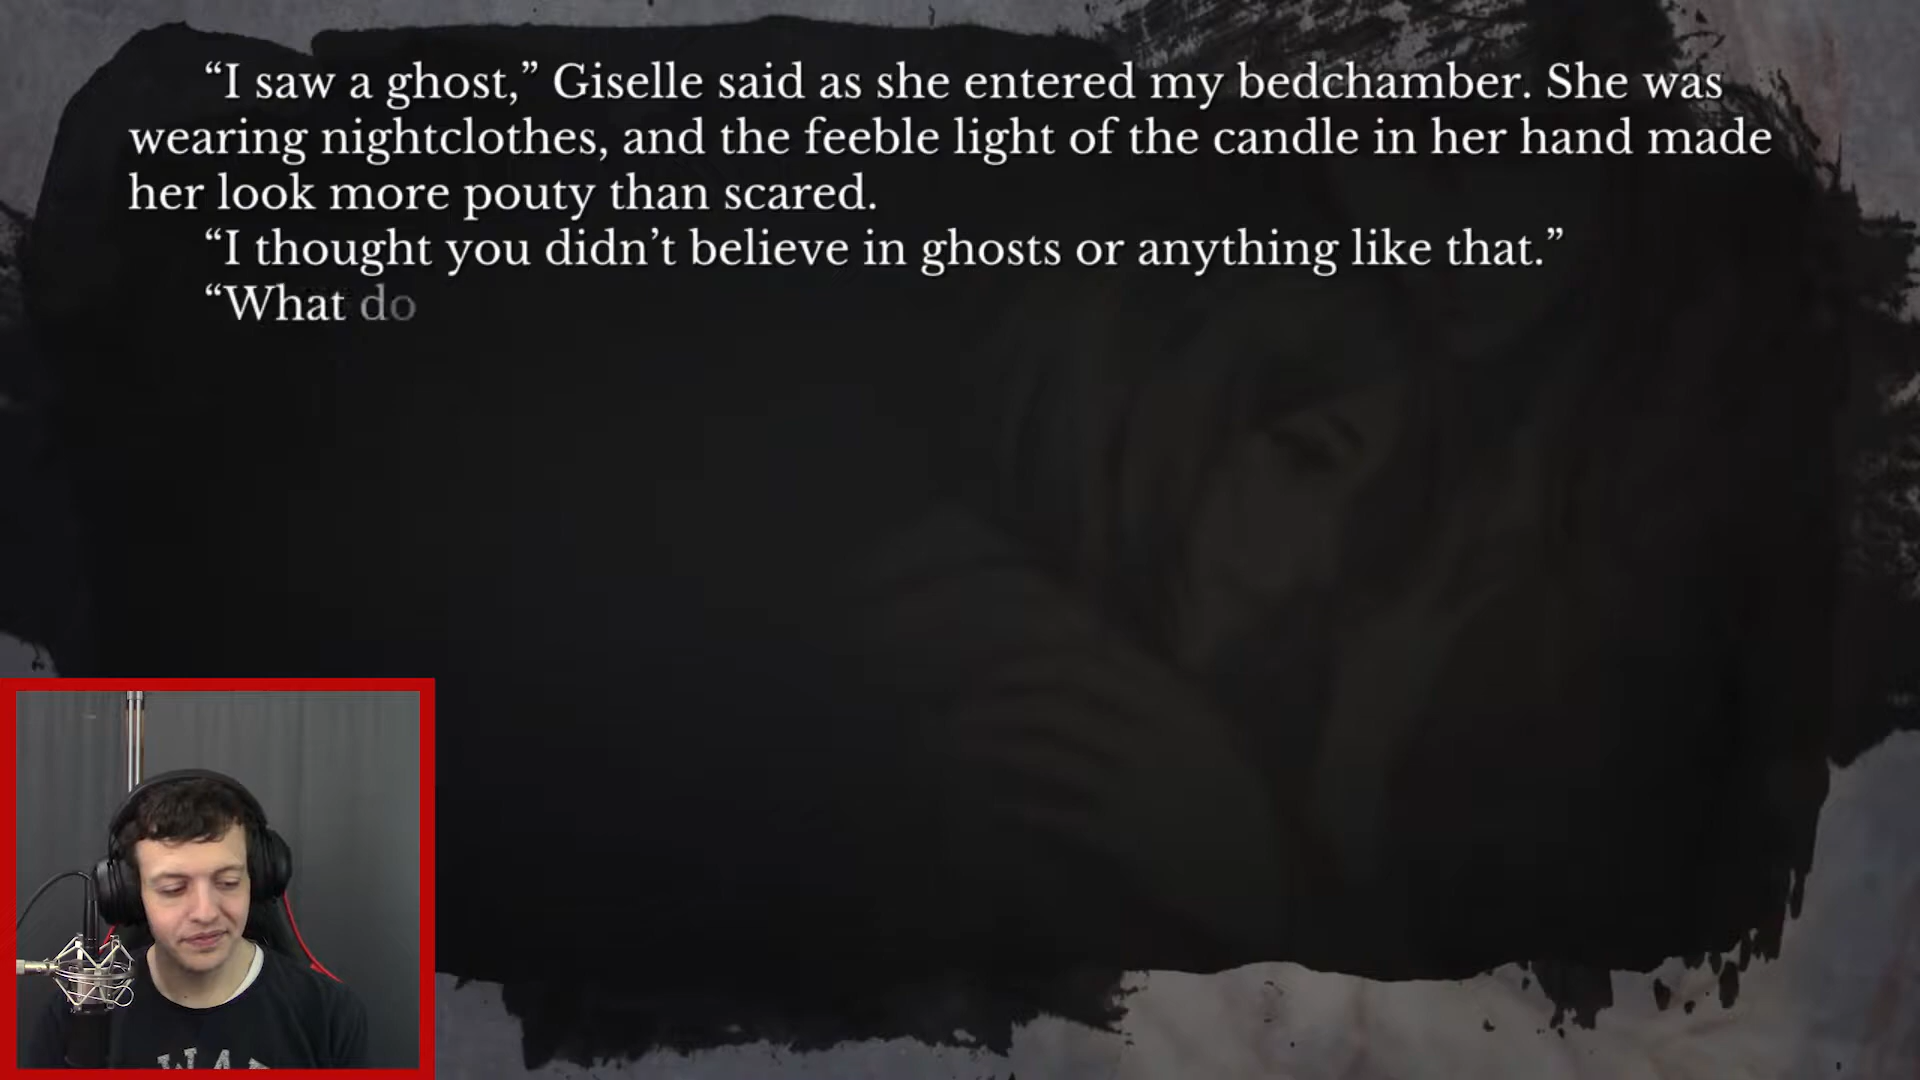 “I saw a ghost,” Giselle said as she entered my bedchamber. She was
wearing nightclothes, and the feeble light of the candle in her hand made
her look more pouty than scared.
“I thought you didn’t believe in ghosts or anything like that.”
“What do